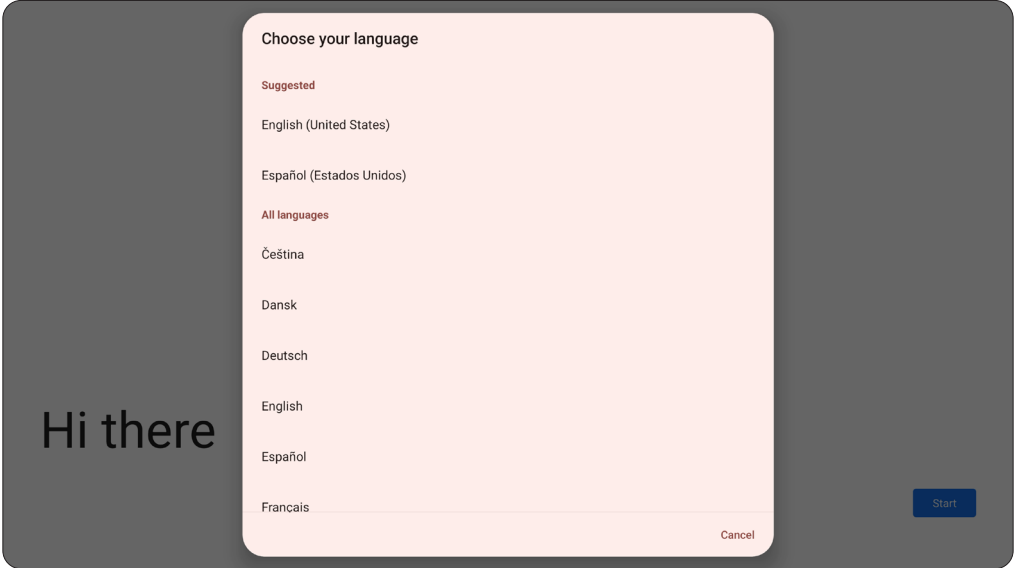 Choose your language
Suggested
English (United States)
Español (Estados Unidos)
All languages
Čeština
Dansk
Deutsch
English
Español
Français
Cancel
Hi there
Start